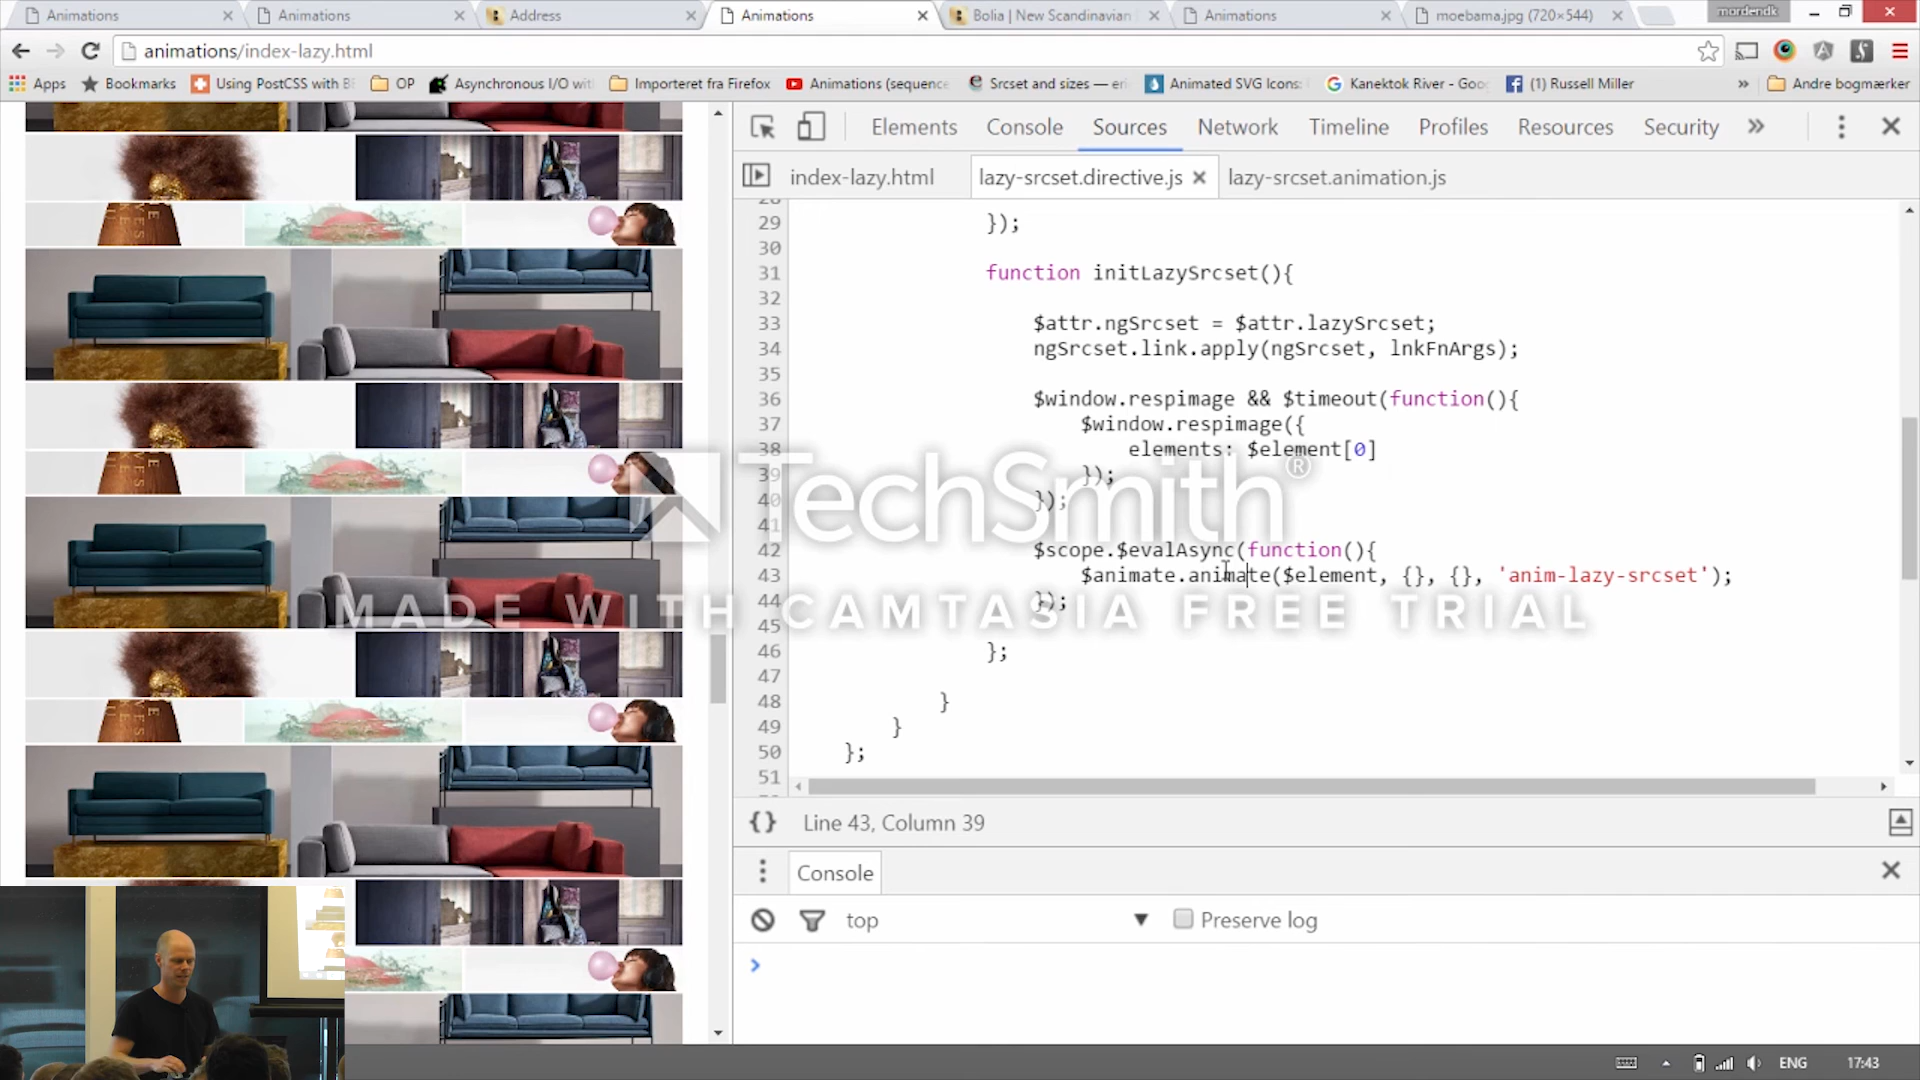 Animations
Animations
Address
Animations
Bolia | New Scandinavian
Animations
moebama.jpg (720×544)
mordendk
animations/index-lazy.html
Apps
Bookmarks
Using PostCSS with BE
OP
Asynchronous I/O wit
Importeret fra Firefox
Animations (sequence
Srcset and sizes — eri
Animated SVG Icons:
Kanektok River - Goo
(1) Russell Miller
»
Andre bogmærker
Elements
Console
Sources
Network
Timeline
Profiles
Resources
Security
»
index-lazy.html
lazy-srcset.directive.js
lazy-srcset.animation.js
28
29 });
30
31 function initLazySrcset(){
32
33 $attr.ngSrcset = $attr.lazySrcset;
34 ngSrcset.link.apply(ngSrcset, lnkFnArgs);
35
36 $window.respimage && $timeout(function(){
37 $window.respimage({
38 elements: $element[0]
39 });
40 });
41
42 $scope.$evalAsync(function(){
43 $animate.animate($element, {}, {}, 'anim-lazy-srcset');
44 });
45
46 };
47
48 }
49 }
50 };
51
TechSmith®
MADE WITH CAMTASIA FREE TRIAL
{} Line 43, Column 39
Console
top
Preserve log
>
ENG
17:43